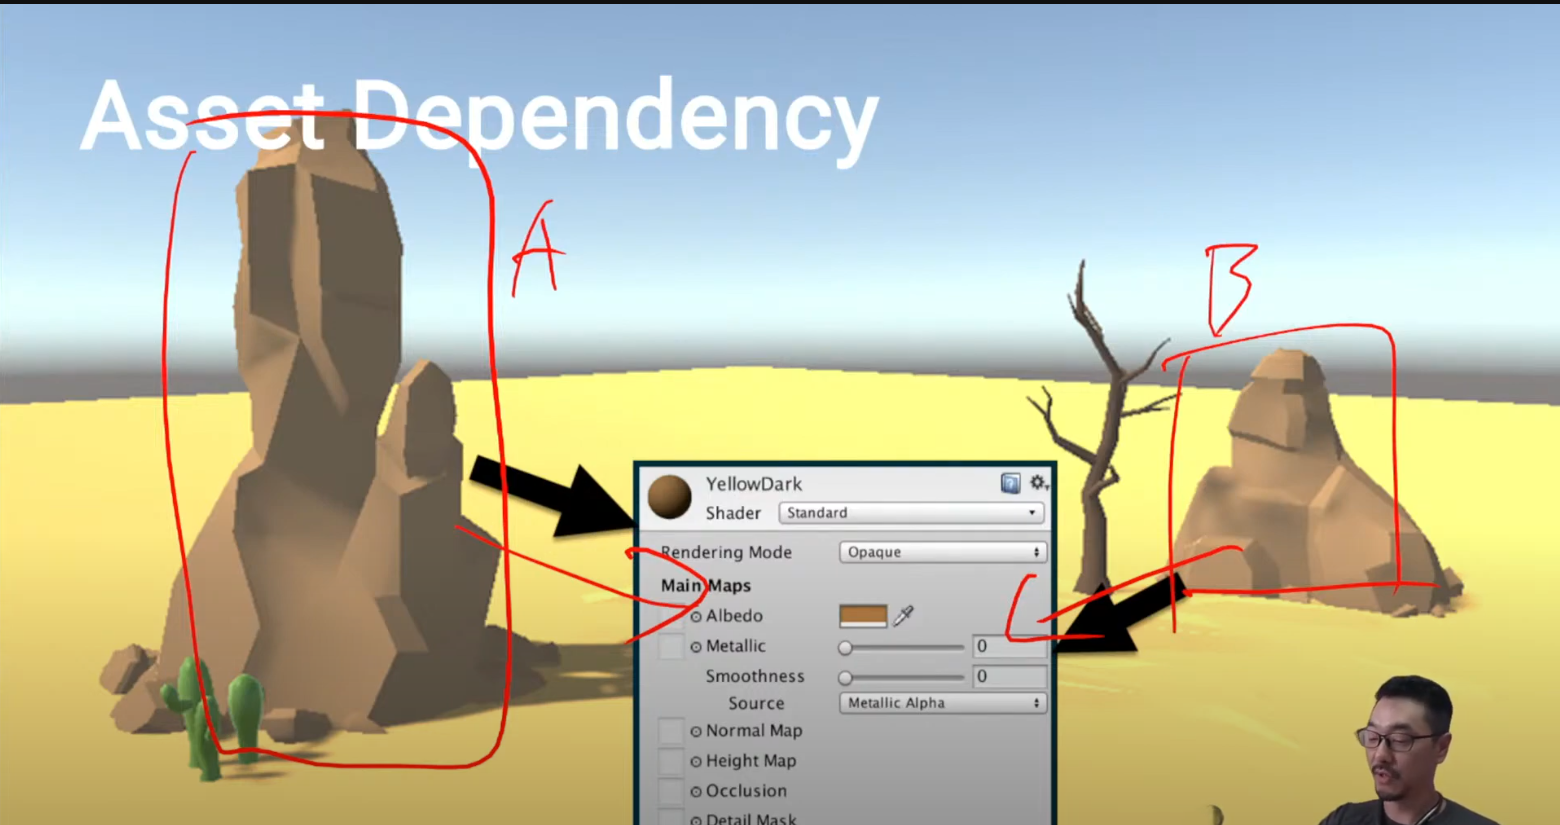 Asset Dependency
A
B
YellowDark
Shader Standard
Rendering Mode Opaque
Main Maps
Albedo
Metallic 0
Smoothness 0
Source Metallic Alpha
Normal Map
Height Map
Occlusion
Detail Mask